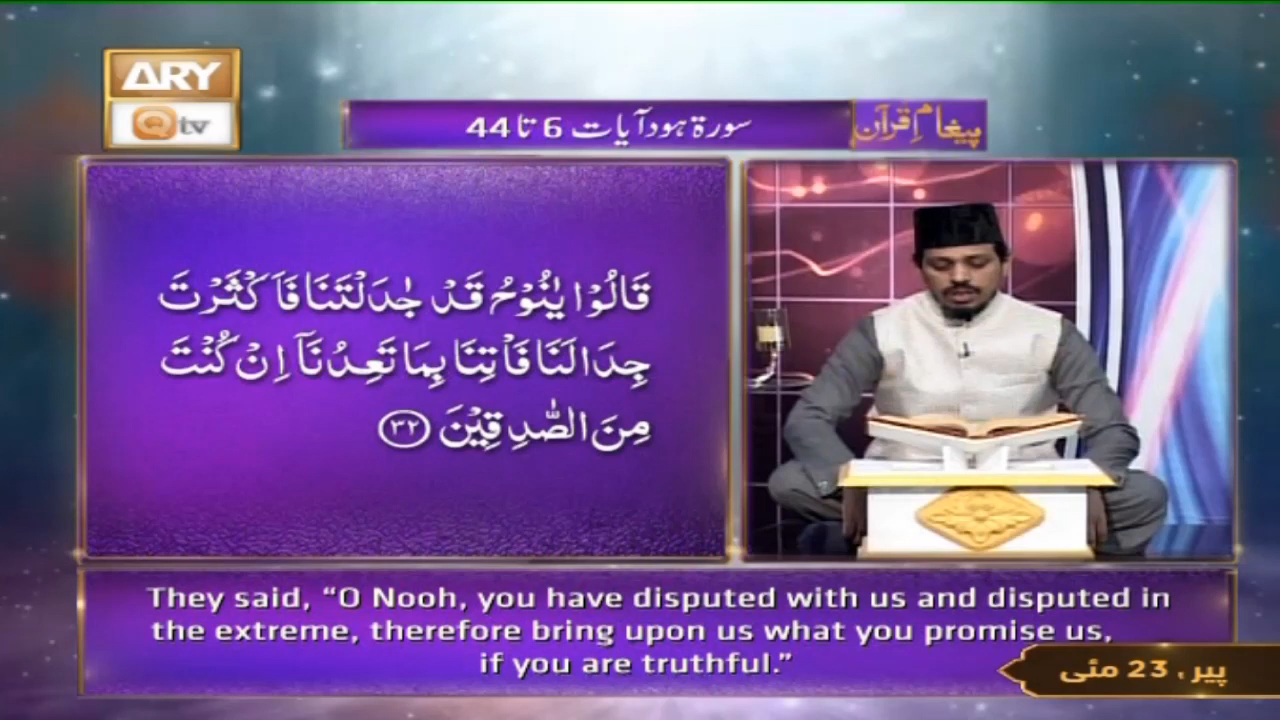 ARY
Qtv
پیغامِ قرآن
سورۃ ہود آیات 6 تا 44
قَالُوْا یٰنُوْحُ قَدْ جٰدَلْتَنَا فَاَكْثَرْتَ
جِدَالَنَا فَاْتِنَا بِمَا تَعِدُنَاۤ اِنْ كُنْتَ
مِنَ الصّٰدِقِیْنَ ﴿۳۲﴾
They said, “O Nooh, you have disputed with us and disputed in
the extreme, therefore bring upon us what you promise us,
if you are truthful.”
پیر، 23 مئی